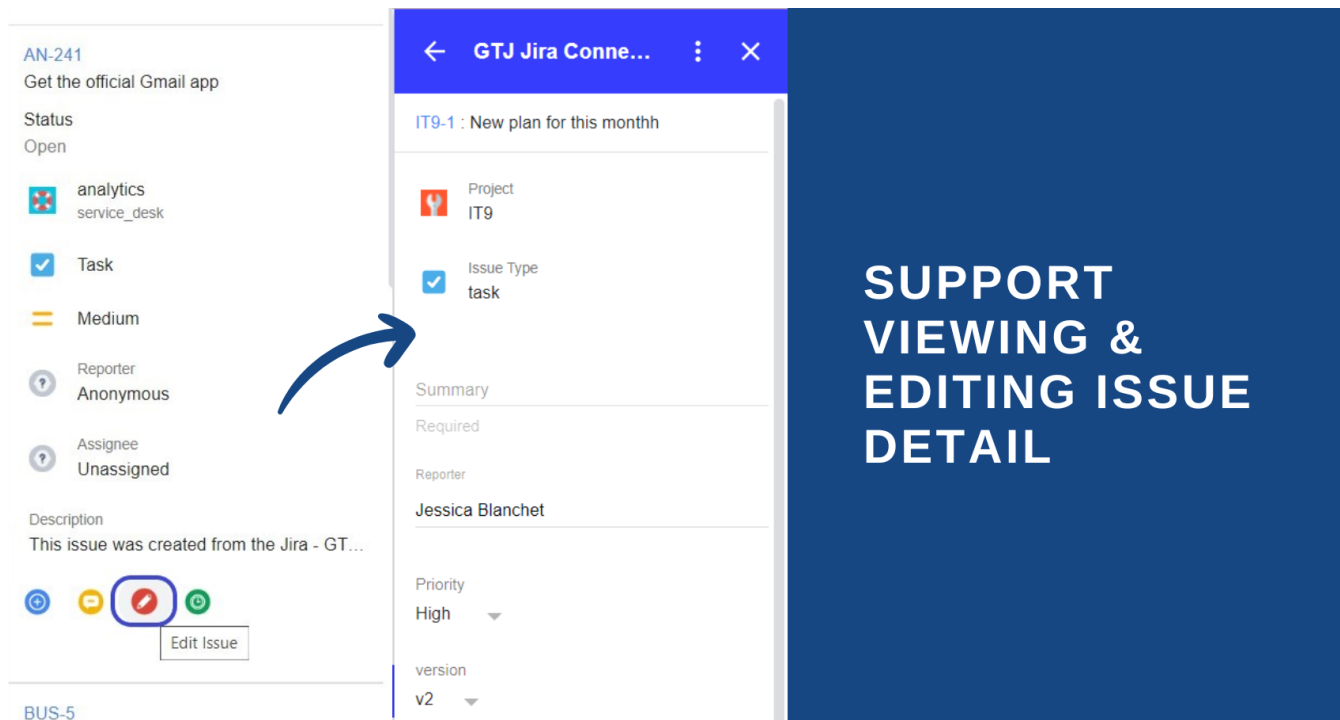 AN-241
Get the official Gmail app
Status
Open
analytics
service_desk
Task
Medium
Reporter
Anonymous
Assignee
Unassigned
Description
This issue was created from the Jira - GT...
Edit Issue
BUS-5
GTJ Jira Conne...
IT9-1 : New plan for this monthh
Project
IT9
Issue Type
task
Summary
Required
Reporter
Jessica Blanchet
Priority
High
version
v2
SUPPORT
VIEWING &
EDITING ISSUE
DETAIL